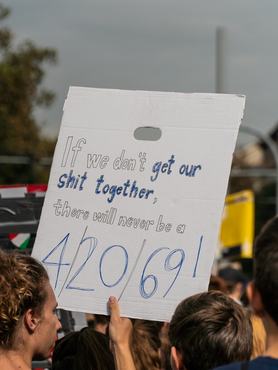 If we don't get our
shit together,
there will never be a
4/20/69!